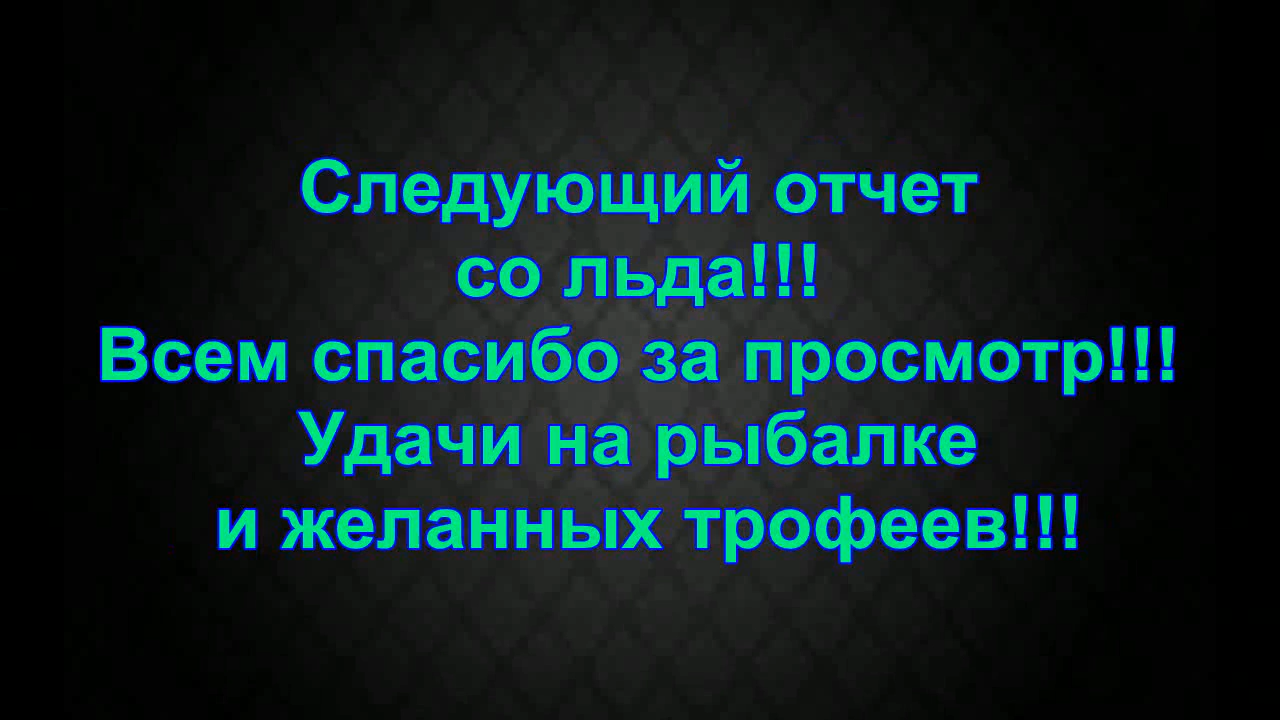 Следующий отчет
со льда!!!
Всем спасибо за просмотр!!!
Удачи на рыбалке
и желанных трофеев!!!